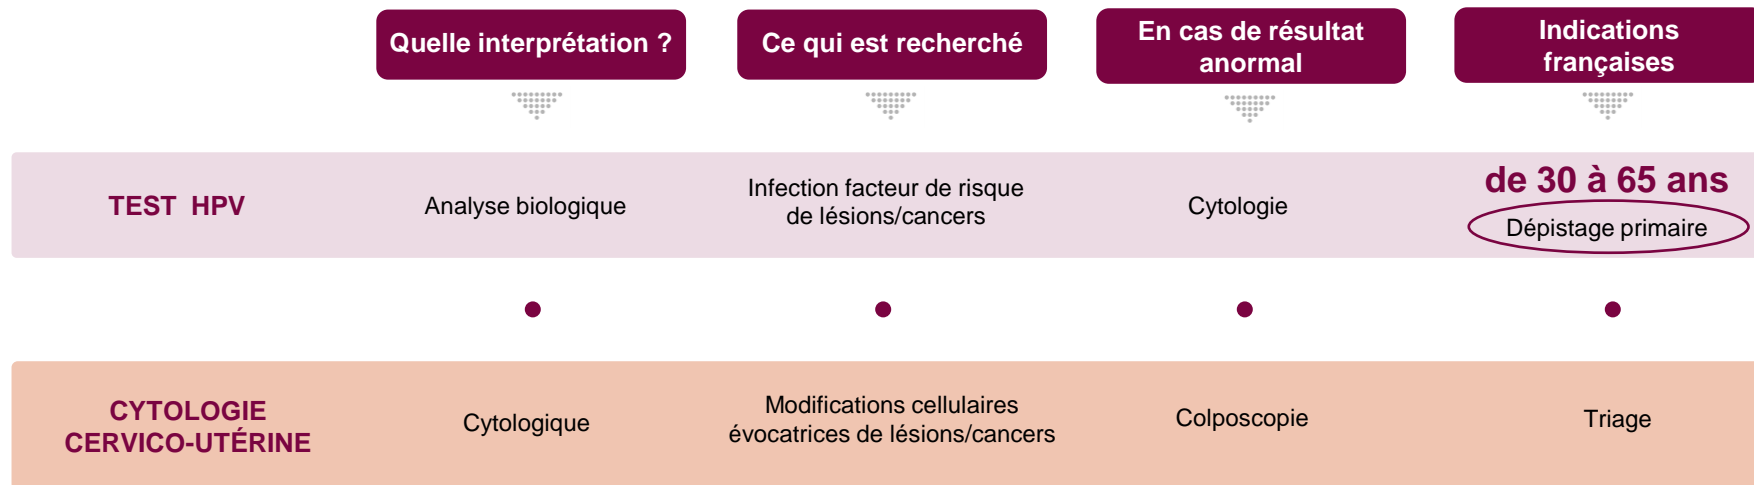 Quelle interprétation ?
Ce qui est recherché
En cas de résultat
anormal
Indications
françaises
TEST HPV
Analyse biologique
Infection facteur de risque
de lésions/cancers
Cytologie
de 30 à 65 ans
Dépistage primaire
CYTOLOGIE
CERVICO-UTÉRINE
Cytologique
Modifications cellulaires
évocatrices de lésions/cancers
Colposcopie
Triage